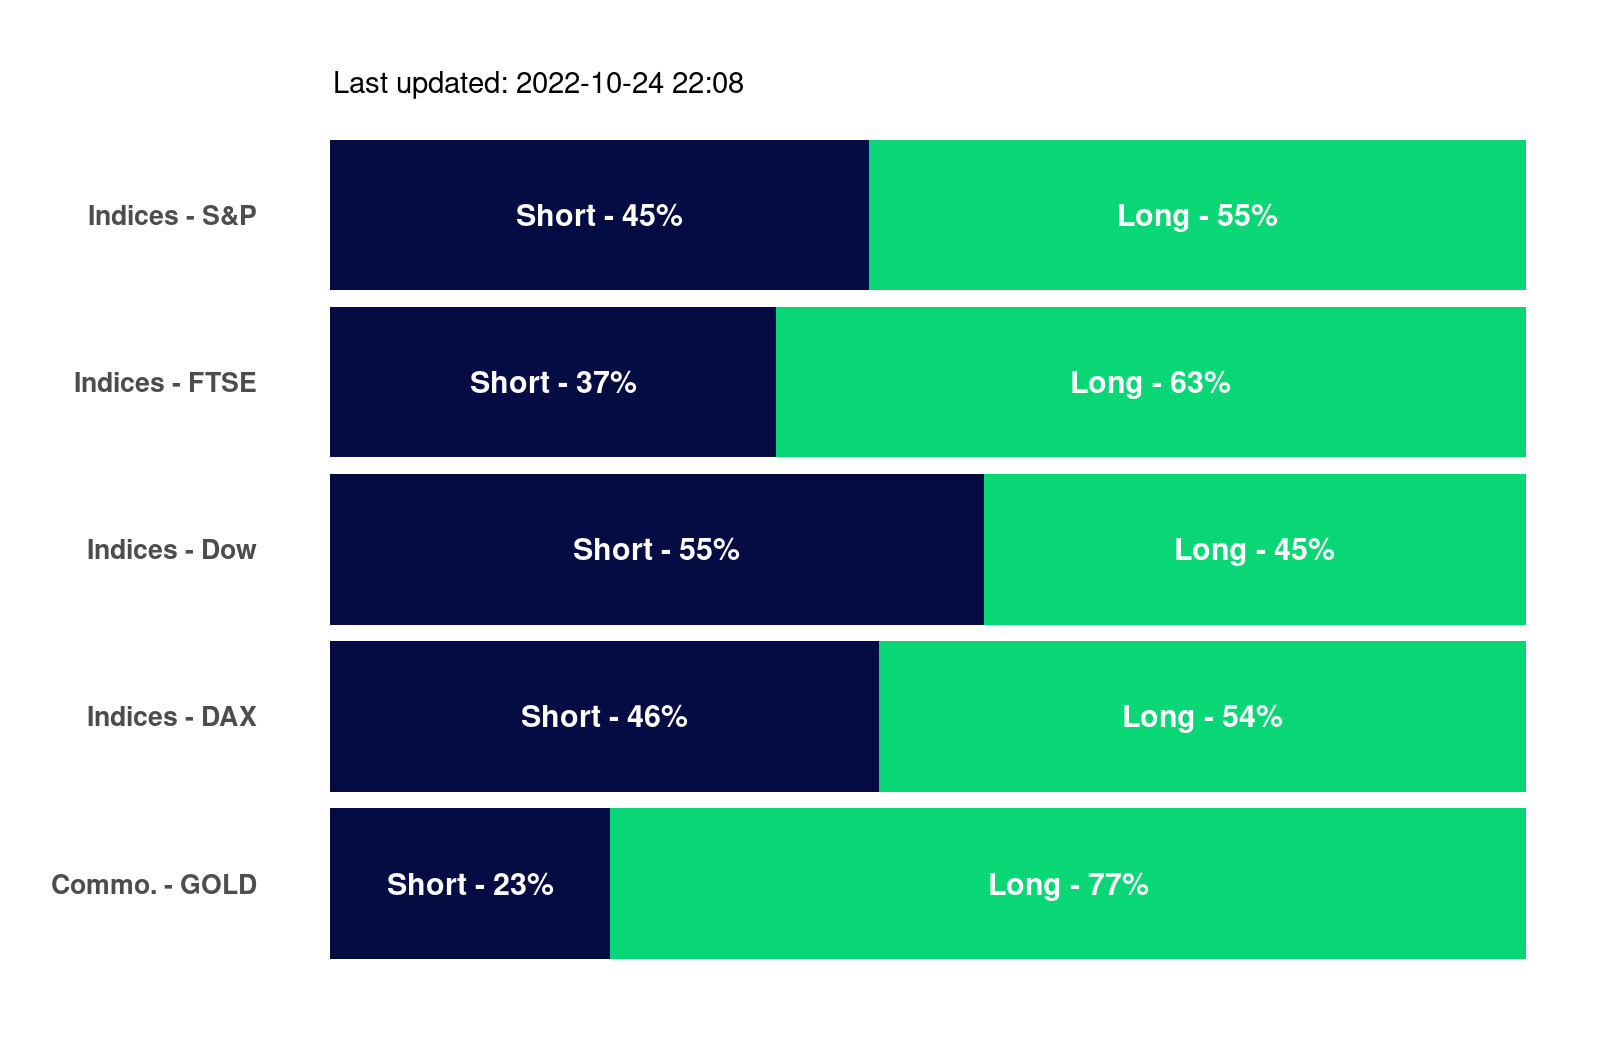 Last updated: 2022-10-24 22:08
Indices - S&P Short - 45% Long - 55%
Indices - FTSE Short - 37% Long - 63%
Indices - Dow Short - 55% Long - 45%
Indices - DAX Short - 46% Long - 54%
Commo. - GOLD Short - 23% Long - 77%